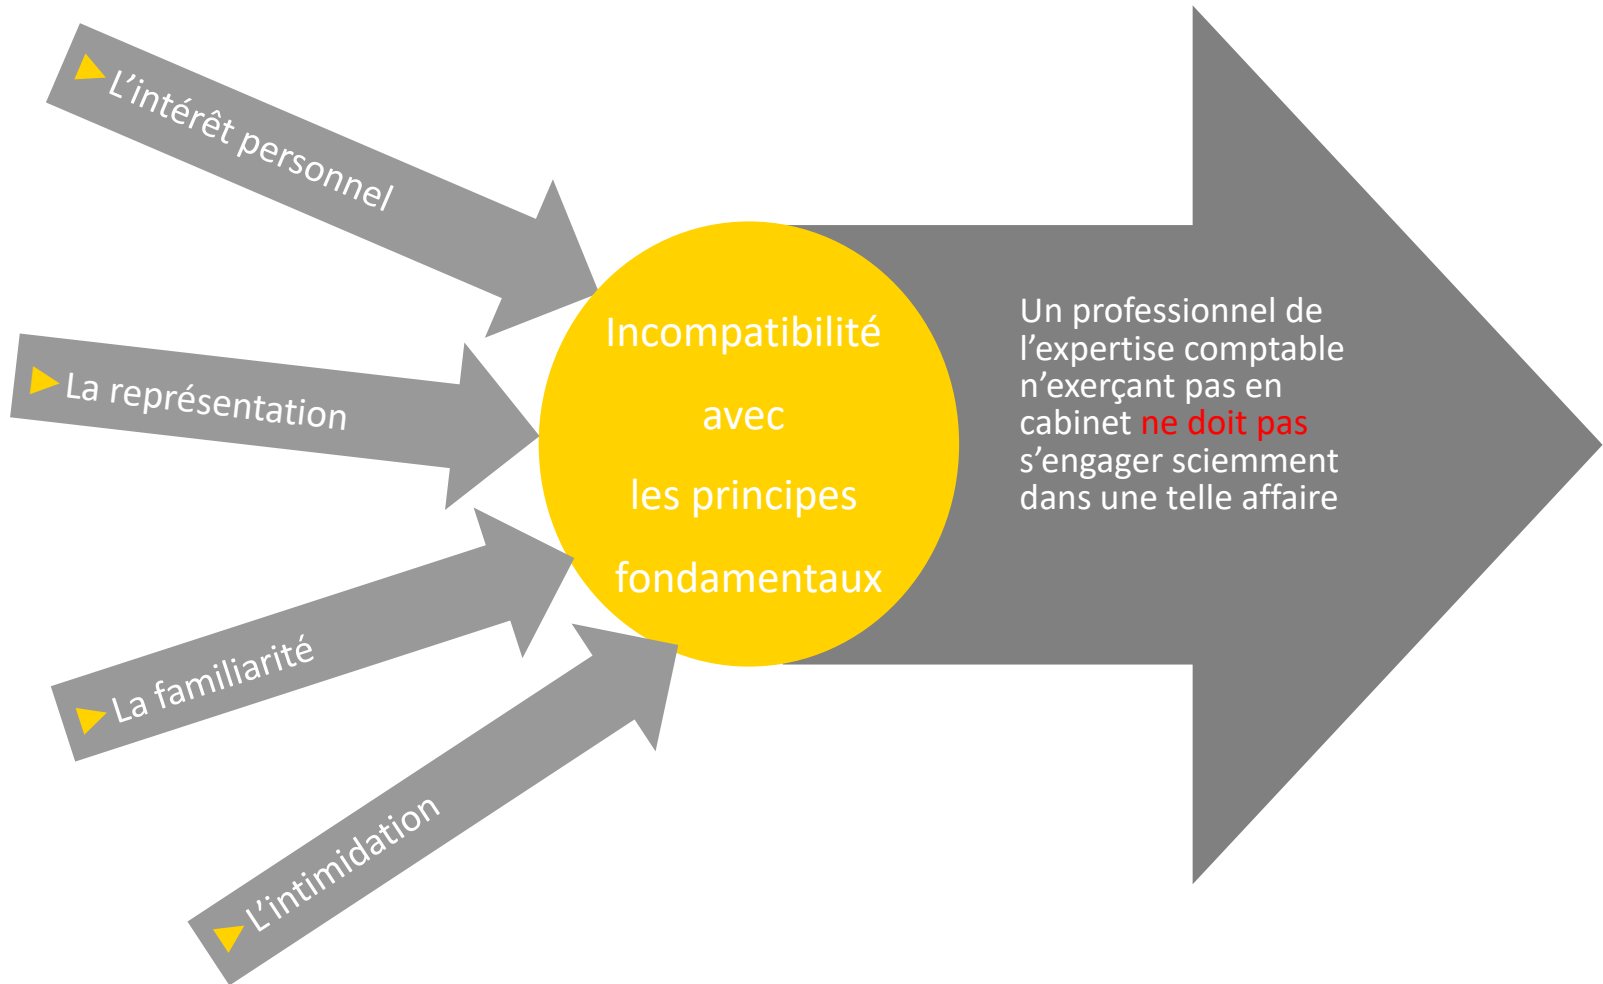 L’intérêt personnel
La représentation
La familiarité
L’intimidation
Incompatibilité
avec
les principes
fondamentaux
Un professionnel de
l’expertise comptable
n’exerçant pas en
cabinet ne doit pas
s’engager sciemment
dans une telle affaire